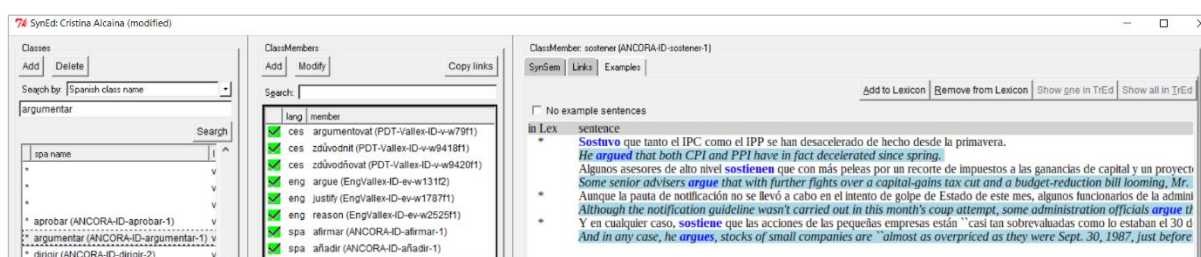 SynEd: Cristina Alcaina (modified)
Classes
Add Delete
Search by: Spanish class name
argumentar
Search
spa name
*
*
*
* aprobar (ANCORA-ID-aprobar-1) v
* argumentar (ANCORA-ID-argumentar-1) v
* dirigir (ANCORA-ID-dirigir-2) v
ClassMembers
Add Modify Copy links
Search:
lang member
ces argumentovat (PDT-Vallex-ID-v-w79f1)
ces zdůvodnit (PDT-Vallex-ID-v-w9418f1)
ces zdůvodňovat (PDT-Vallex-ID-v-w9420f1)
eng argue (EngVallex-ID-ev-w131f2)
eng justify (EngVallex-ID-ev-w1787f1)
eng reason (EngVallex-ID-ev-w2525f1)
spa afirmar (ANCORA-ID-afirmar-1)
spa añadir (ANCORA-ID-añadir-1)
ClassMember: sostener (ANCORA-ID-sostener-1)
SynSem Links Examples
Add to Lexicon Remove from Lexicon Show one in TrEd Show all in TrEd
No example sentences
in Lex sentence
* Sostuvo que tanto el IPC como el IPP se han desacelerado de hecho desde la primavera.
He argued that both CPI and PPI have in fact decelerated since spring.
Algunos asesores de alto nivel sostienen que con más peleas por un recorte de impuestos a las ganancias de capital y un proyect
Some senior advisers argue that with further fights over a capital-gains tax cut and a budget-reduction bill looming, Mr.
* Aunque la pauta de notificación no se llevó a cabo en el intento de golpe de Estado de este mes, algunos funcionarios de la admini
Although the notification guideline wasn't carried out in this month's coup attempt, some administration officials argue th
* Y en cualquier caso, sostiene que las acciones de las pequeñas empresas están ``casi tan sobrevaluadas como lo estaban el 30 d
And in any case, he argues, stocks of small companies are ``almost as overpriced as they were Sept. 30, 1987, just before